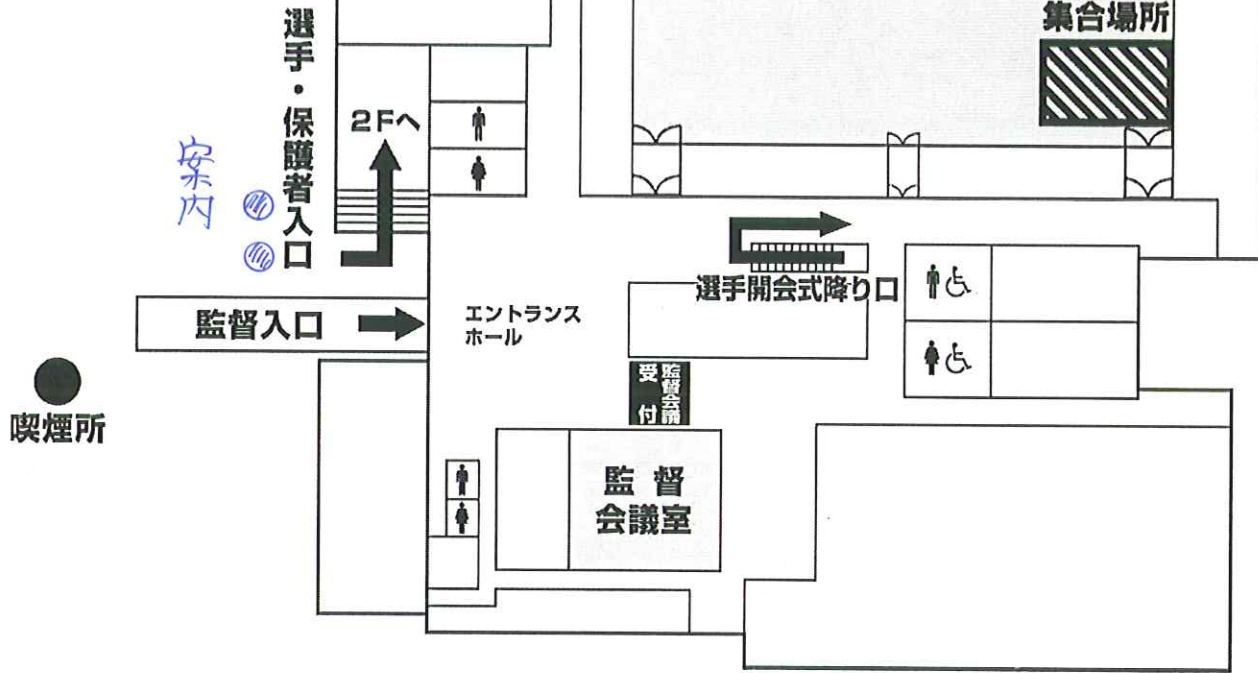 選手・保護者入口
集合場所
2Fへ
案内
選手開会式降り口
監督入口
エントランス
ホール
監督会議
受付
喫煙所
監督
会議室